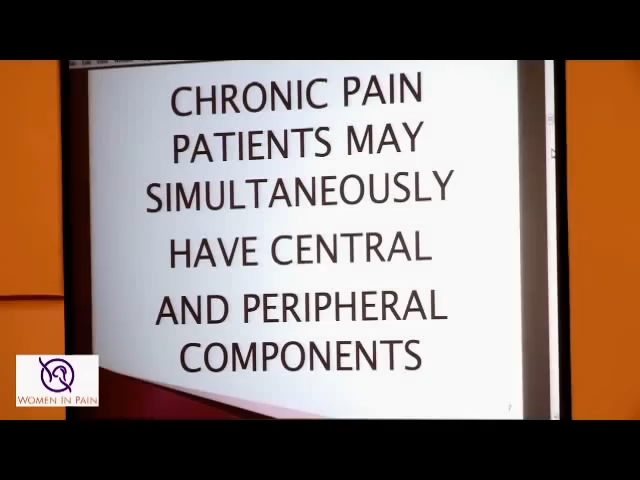 CHRONIC PAIN
PATIENTS MAY
SIMULTANEOUSLY
HAVE CENTRAL
AND PERIPHERAL
COMPONENTS
WOMEN IN PAIN